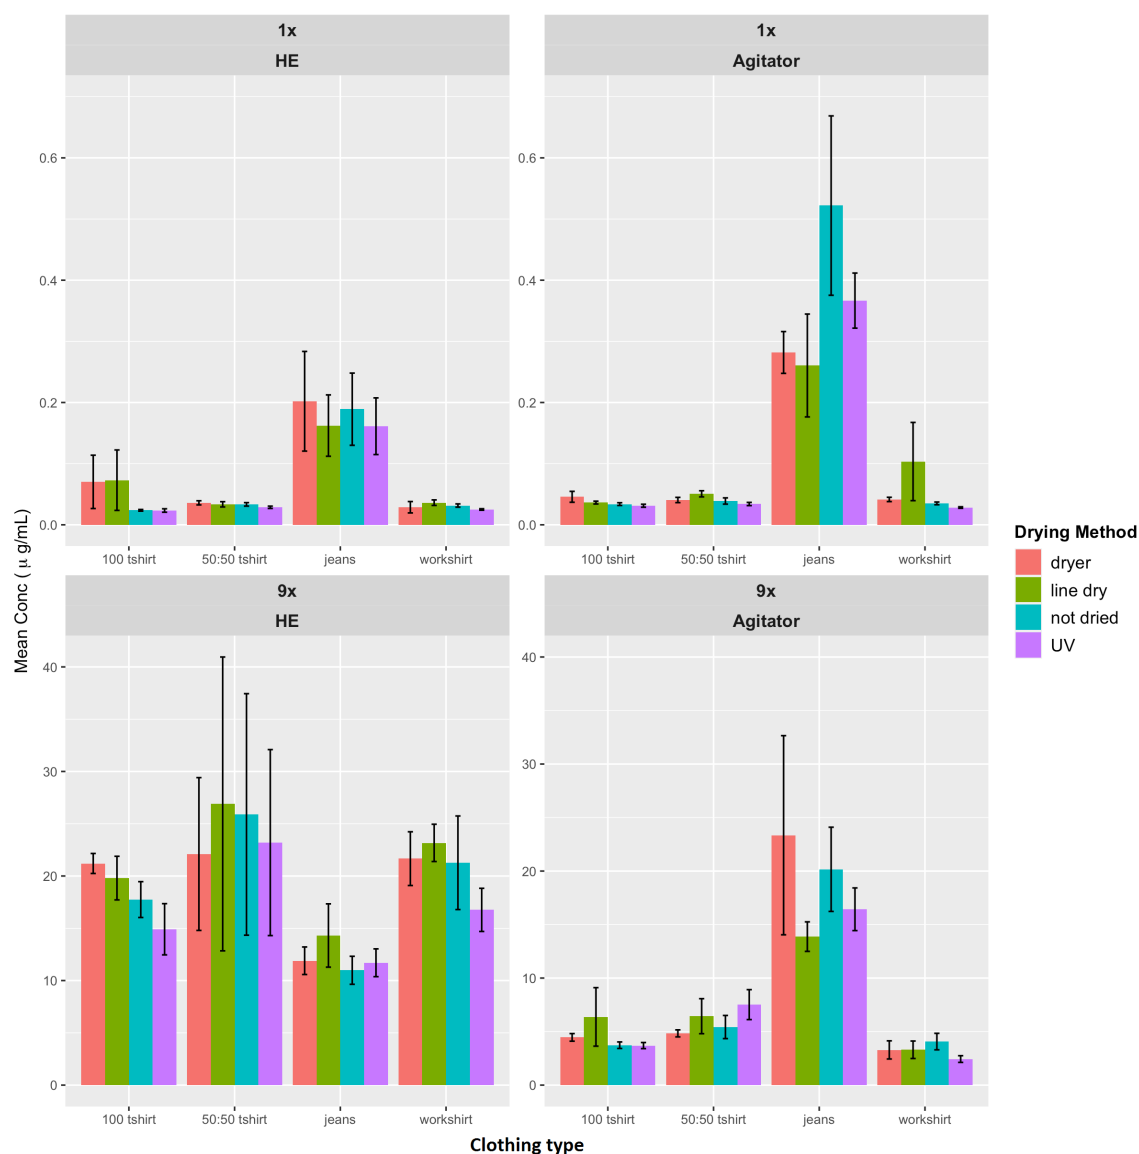 1x
HE
1x
Agitator
0.6
0.4
0.2
0.0
100 tshirt
50:50 tshirt
jeans
workshirt
0.6
0.4
0.2
0.0
100 tshirt
50:50 tshirt
jeans
workshirt
Mean Conc ( μ g/mL)
Drying Method
dryer
line dry
not dried
UV
9x
HE
9x
Agitator
40
30
20
10
0
100 tshirt
50:50 tshirt
jeans
workshirt
40
30
20
10
0
100 tshirt
50:50 tshirt
jeans
workshirt
Clothing type